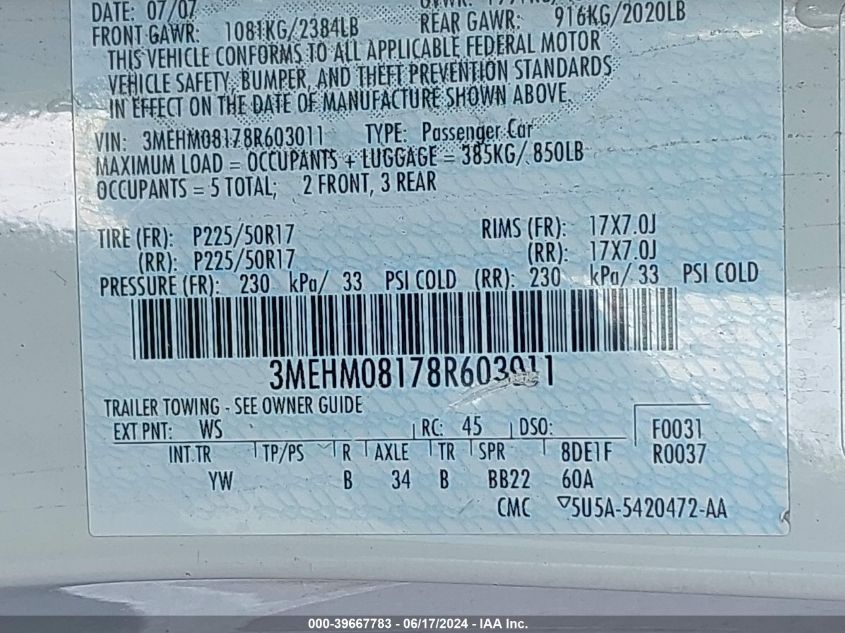 DATE: 07/07
FRONT GAWR: 1081KG/2384LB REAR GAWR: 916KG/2020LB
THIS VEHICLE CONFORMS TO ALL APPLICABLE FEDERAL MOTOR
VEHICLE SAFETY, BUMPER, AND THEFT PREVENTION STANDARDS
IN EFFECT ON THE DATE OF MANUFACTURE SHOWN ABOVE.
VIN: 3MEHM08178R603011 TYPE: Passenger Car
MAXIMUM LOAD = OCCUPANTS + LUGGAGE = 385KG/ 850LB
OCCUPANTS = 5 TOTAL; 2 FRONT, 3 REAR
TIRE (FR): P225/50R17 RIMS (FR): 17X7.0J
(RR): P225/50R17 (RR): 17X7.0J
PRESSURE (FR): 230 kPa/ 33 PSI COLD (RR): 230 kPa/ 33 PSI COLD
3MEHM08178R603011
TRAILER TOWING - SEE OWNER GUIDE
EXT PNT: WS RC: 45 DSO: F0031
INT TR TP/PS R AXLE TR SPR 8DE1F R0037
YW B 34 B BB22 60A
CMC ▽5U5A-5420472-AA
000-39667783 - 06/17/2024 - IAA Inc.